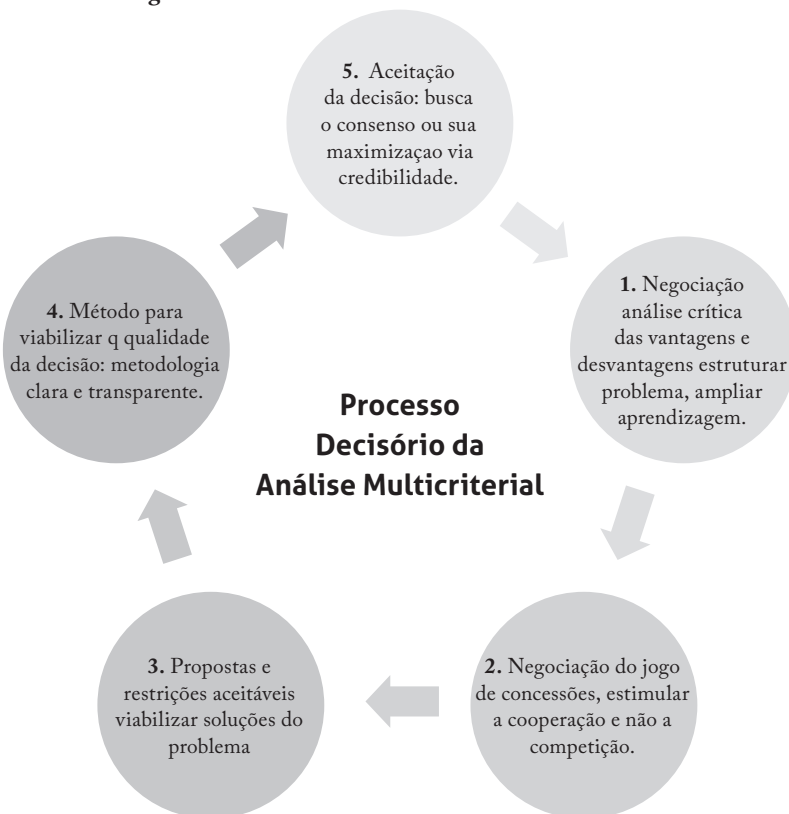 5. Aceitação
da decisão: busca
o consenso ou sua
maximizaçao via
credibilidade.
1. Negociação
análise crítica
das vantagens e
desvantagens estruturar
problema, ampliar
aprendizagem.
2. Negociação do jogo
de concessões, estimular
a cooperação e não a
competição.
3. Propostas e
restrições aceitáveis
viabilizar soluções do
problema
4. Método para
viabilizar q qualidade
da decisão: metodologia
clara e transparente.
Processo
Decisório da
Análise Multicriterial